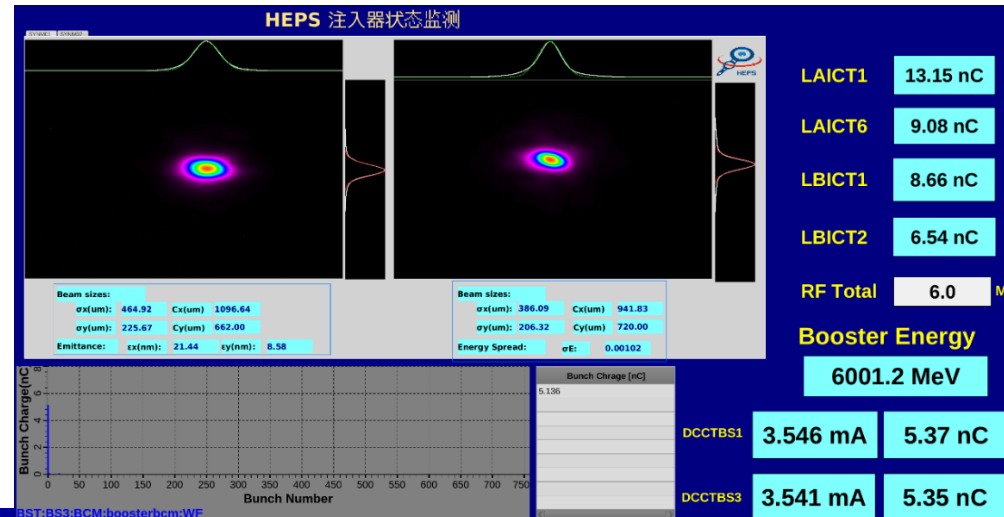 HEPS 注入器状态监测
SYNM01 SYNM02
HEPS
LAICT1 13.15 nC
LAICT6 9.08 nC
LBICT1 8.66 nC
LBICT2 6.54 nC
RF Total 6.0 M
Booster Energy
6001.2 MeV
Beam sizes:
σx(um): 464.92 Cx(um) 1096.64
σy(um): 225.67 Cy(um) 662.00
Emittance: εx(nm): 21.44 εy(nm): 8.58
Beam sizes:
σx(um): 386.09 Cx(um) 941.83
σy(um): 206.32 Cy(um) 720.00
Energy Spread: σE: 0.00102
Bunch Charge(nC)
8
6
4
2
0
0 50 100 150 200 250 300 350 400 450 500 550 600 650 700 750
Bunch Number
BST:BS3:BCM:boosterbcm:WF
Bunch Chrage [nC]
5.136
DCCTBS1 3.546 mA 5.37 nC
DCCTBS3 3.541 mA 5.35 nC